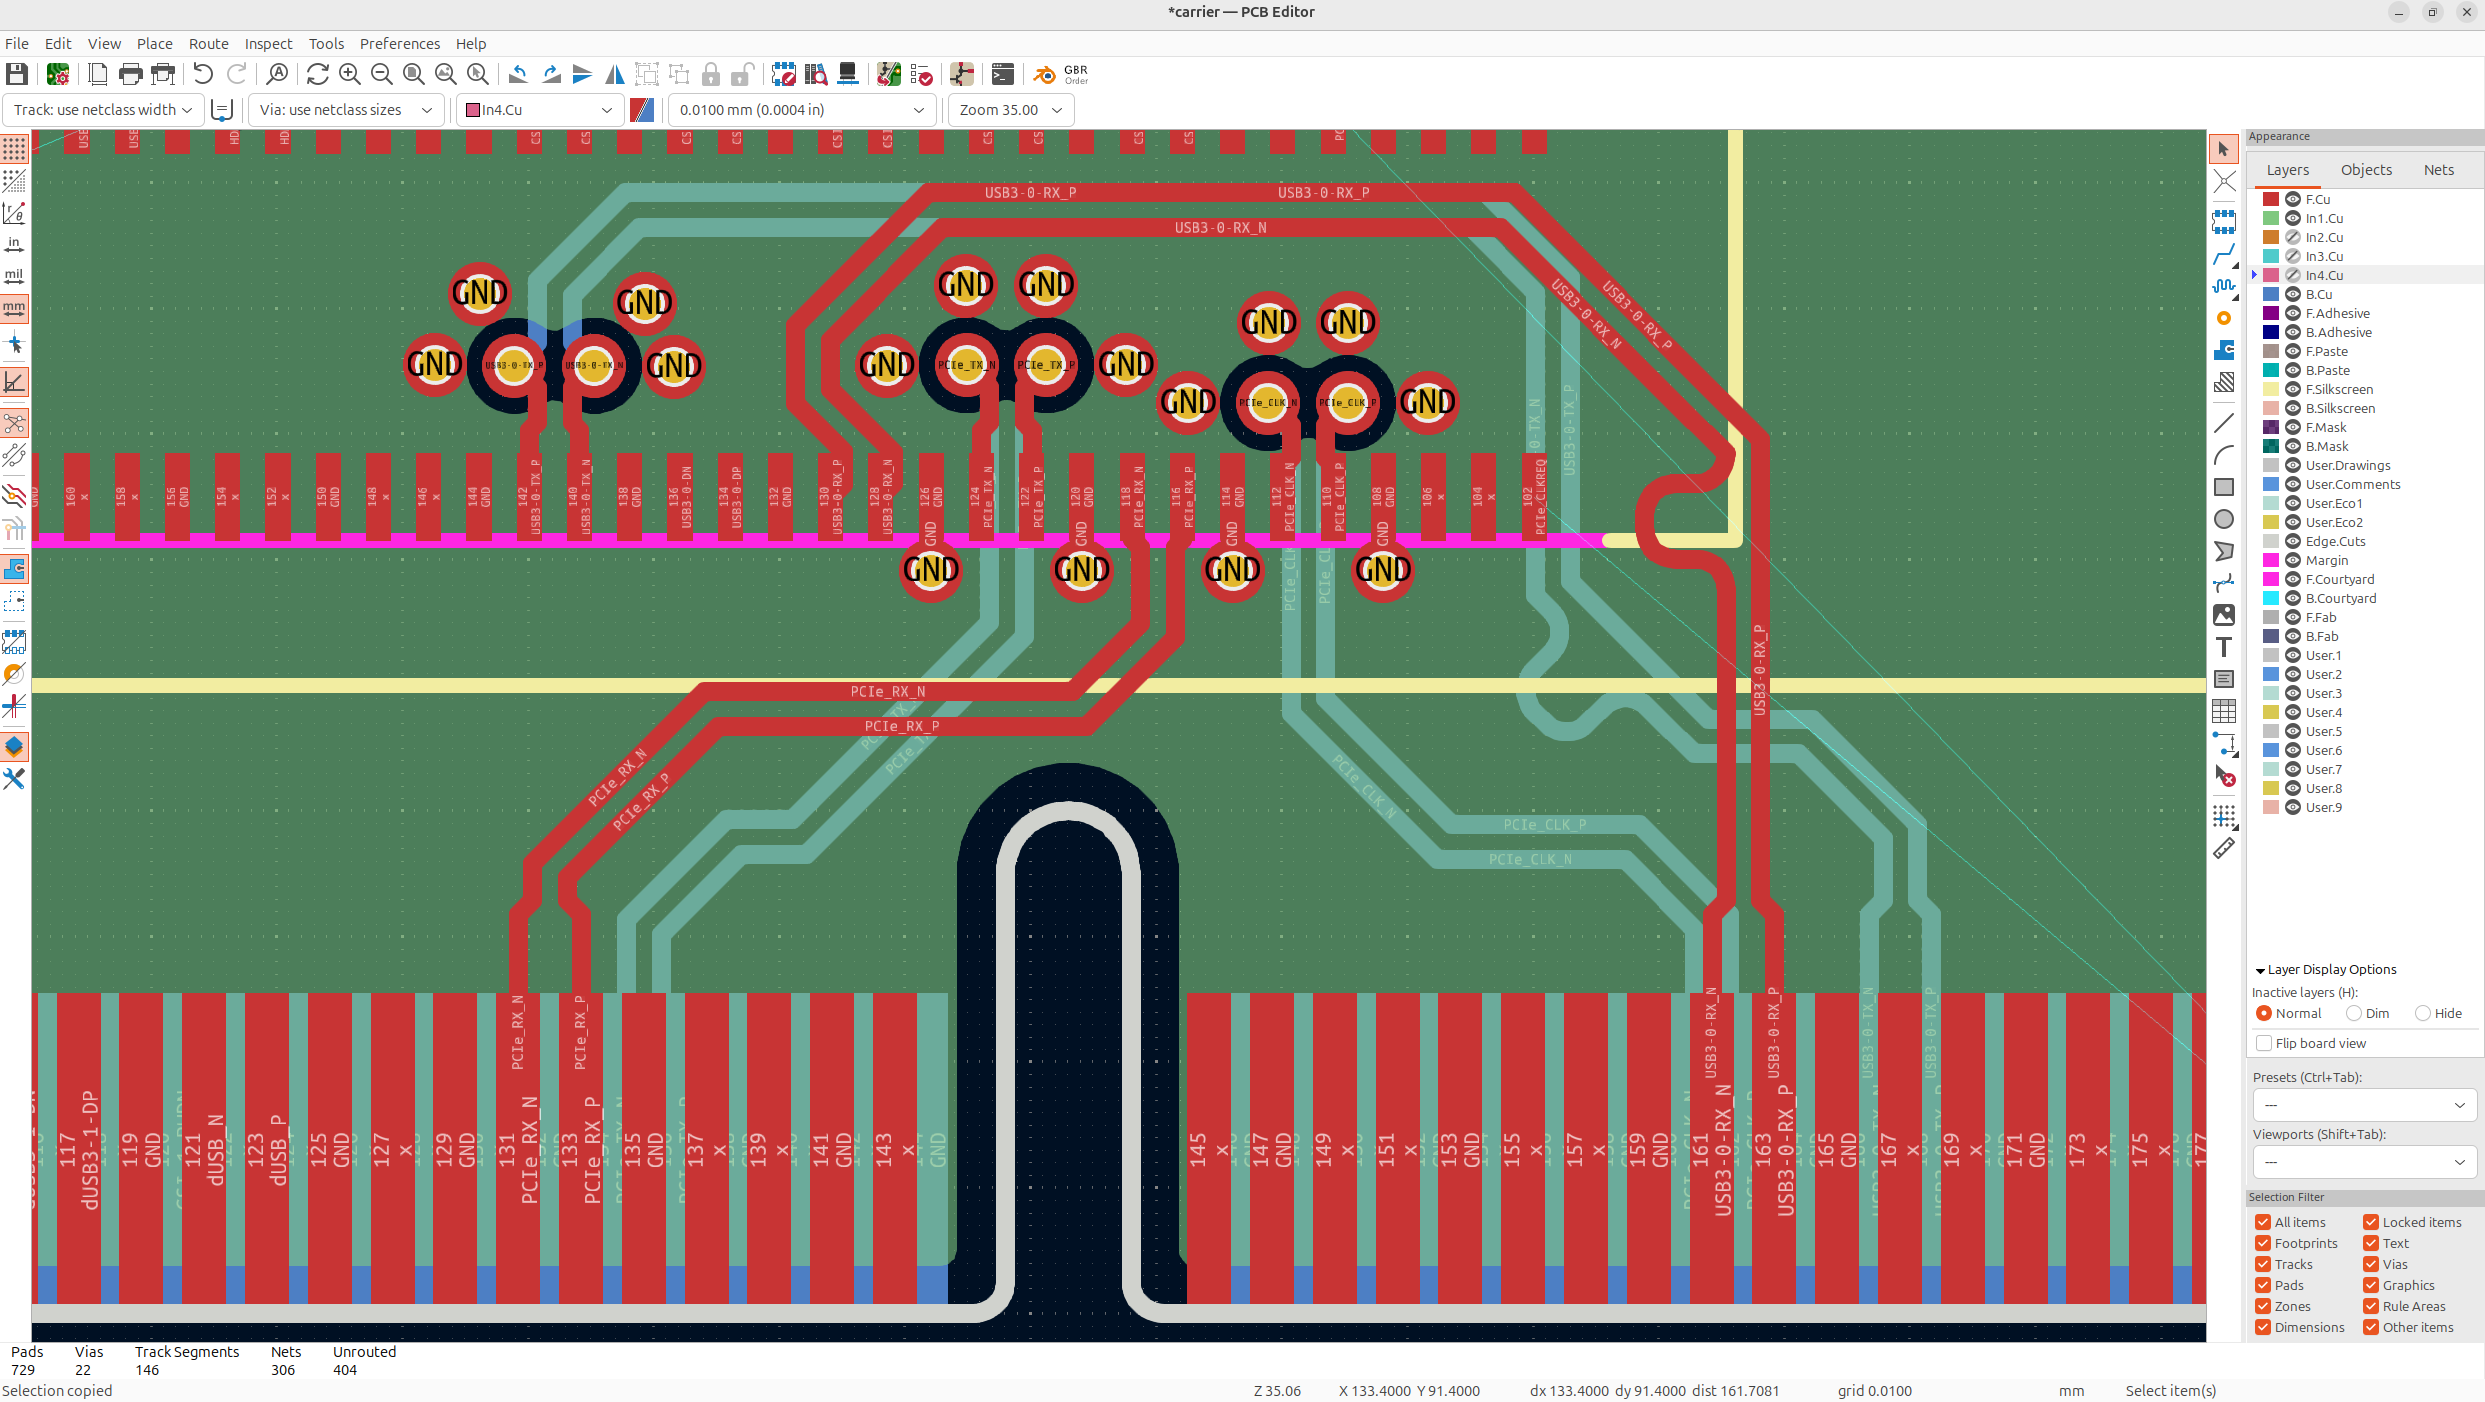 *carrier — PCB Editor
File Edit View Place Route Inspect Tools Preferences Help
GBR
Order
Track: use netclass width
Via: use netclass sizes
In4.Cu
0.0100 mm (0.0004 in)
Zoom 35.00
in
mil
mm
USB3-0-RX_P
USB3-0-RX_P
USB3-0-RX_N
USB3-0-RX_N
USB3-0-RX_P
GND
GND
GND
GND
GND
GND
GND
GND
GND
GND
GND
GND
USB3-0-TX_P
USB3-0-TX_N
PCIe_TX_N
PCIe_TX_P
PCIe_CLK_N
PCIe_CLK_P
USB3-0-TX_P
160 x
158 x
156 GND
154 x
152 x
150 GND
148 x
146 x
144 GND
142 USB3-0-TX_P
140 USB3-0-TX_N
138 GND
136 USB3-0-DN
134 USB3-0-DP
132 GND
130 USB3-0-RX_P
128 USB3-0-RX_N
126 GND
124 PCIe_TX_N
122 PCIe_TX_P
120 GND
118 PCIe_RX_N
116 PCIe_RX_P
114 GND
112 PCIe_CLK_N
110 PCIe_CLK_P
108 GND
106 x
104 x
102 PCIe_CLKREQ
GND
GND
GND
GND
GND
GND
GND
GND
PCIe_RX_N
PCIe_RX_P
PCIe_RX_N
PCIe_RX_P
USB3-0-RX_P
PCIe_CLK_N
PCIe_CLK_P
PCIe_CLK_N
PCIe_RX_N
PCIe_RX_P
USB3-0-RX_N
USB3-0-RX_P
USB3-0-TX_N
USB3-0-TX_P
117 dUSB3-1-DP
119 GND
121 dUSB_N
123 dUSB_P
125 GND
127 x
129 GND
131 PCIe_RX_N
133 PCIe_RX_P
135 GND
137 x
139 x
141 GND
143 x
GND
145 x
147 GND
149 x
151 x
153 GND
155 x
157 x
159 GND
161 USB3-0-RX_N
163 USB3-0-RX_P
165 GND
167 x
169 x
171 GND
173 x
175 x
177
Appearance
Layers Objects Nets
F.Cu
In1.Cu
In2.Cu
In3.Cu
In4.Cu
B.Cu
F.Adhesive
B.Adhesive
F.Paste
B.Paste
F.Silkscreen
B.Silkscreen
F.Mask
B.Mask
User.Drawings
User.Comments
User.Eco1
User.Eco2
Edge.Cuts
Margin
F.Courtyard
B.Courtyard
F.Fab
B.Fab
User.1
User.2
User.3
User.4
User.5
User.6
User.7
User.8
User.9
Layer Display Options
Inactive layers (H):
Normal Dim Hide
Flip board view
Presets (Ctrl+Tab):
---
Viewports (Shift+Tab):
---
Selection Filter
All items Locked items
Footprints Text
Tracks Vias
Pads Graphics
Zones Rule Areas
Dimensions Other items
Pads Vias Track Segments Nets Unrouted
729 22 146 306 404
Selection copied
Z 35.06
X 133.4000 Y 91.4000
dx 133.4000 dy 91.4000 dist 161.7081
grid 0.0100
mm
Select item(s)